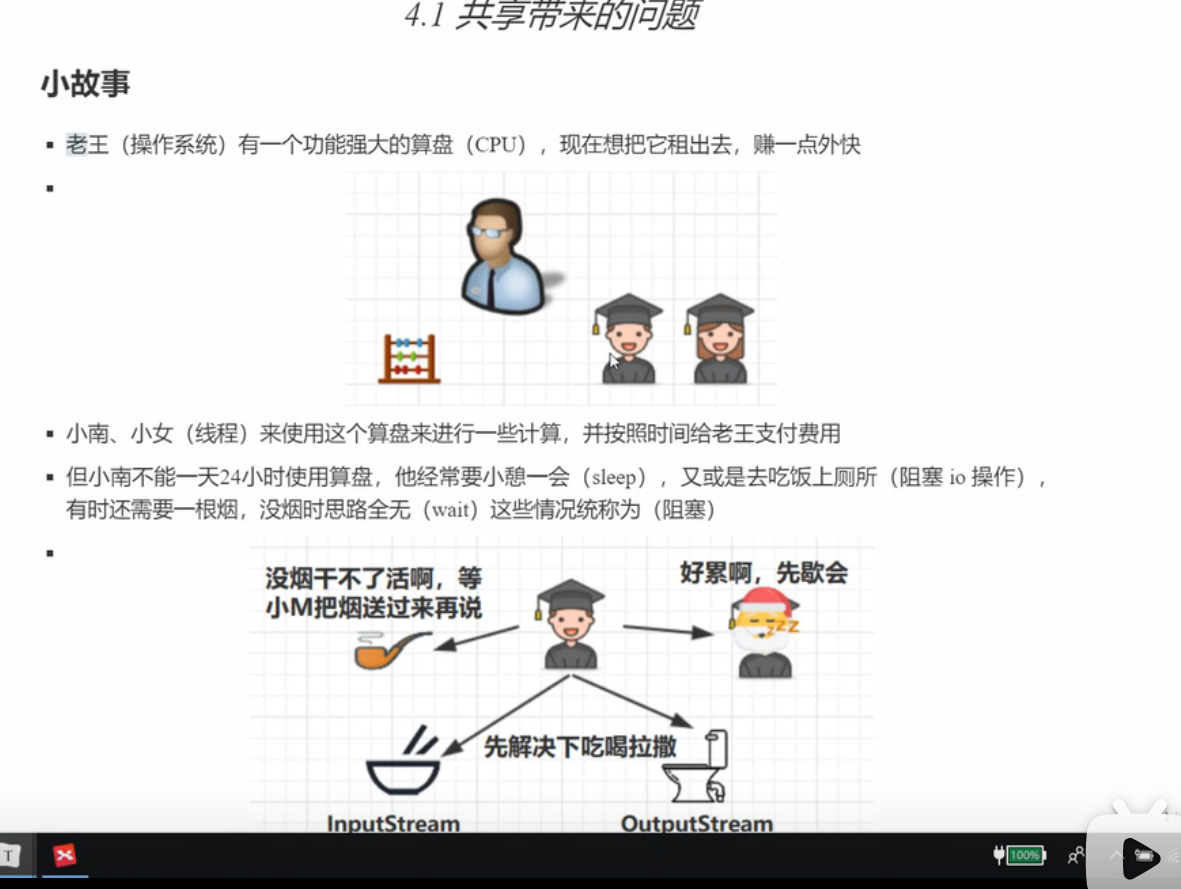 4.1 共享带来的问题
小故事
▪ 老王（操作系统）有一个功能强大的算盘（CPU），现在想把它租出去，赚一点外快
▪ 小南、小女（线程）来使用这个算盘来进行一些计算，并按照时间给老王支付费用
▪ 但小南不能一天24小时使用算盘，他经常要小憩一会（sleep），又或是去吃饭上厕所（阻塞 io 操作），
有时还需要一根烟，没烟时思路全无（wait）这些情况统称为（阻塞）
没烟干不了活啊，等
小M把烟送过来再说
好累啊，先歇会
zzz
先解决下吃喝拉撒
InputStream
OutputStream
T
100%